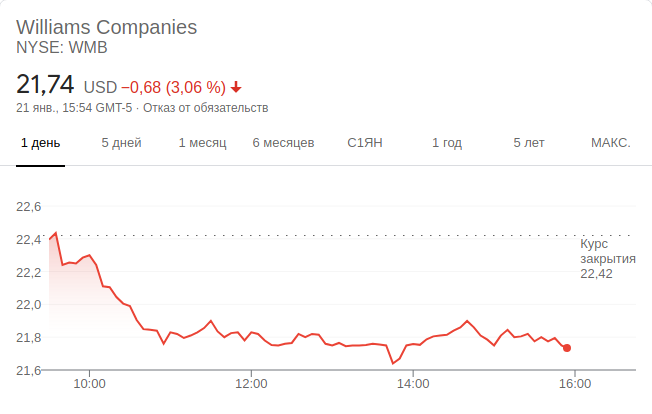 Williams Companies
NYSE: WMB
21,74 USD −0,68 (3,06 %)
21 янв., 15:54 GMT-5 · Отказ от обязательств
1 день 5 дней 1 месяц 6 месяцев С1ЯН 1 год 5 лет МАКС.
22,6
22,4
22,2
22,0
21,8
21,6
Курс
закрытия
22,42
10:00 12:00 14:00 16:00